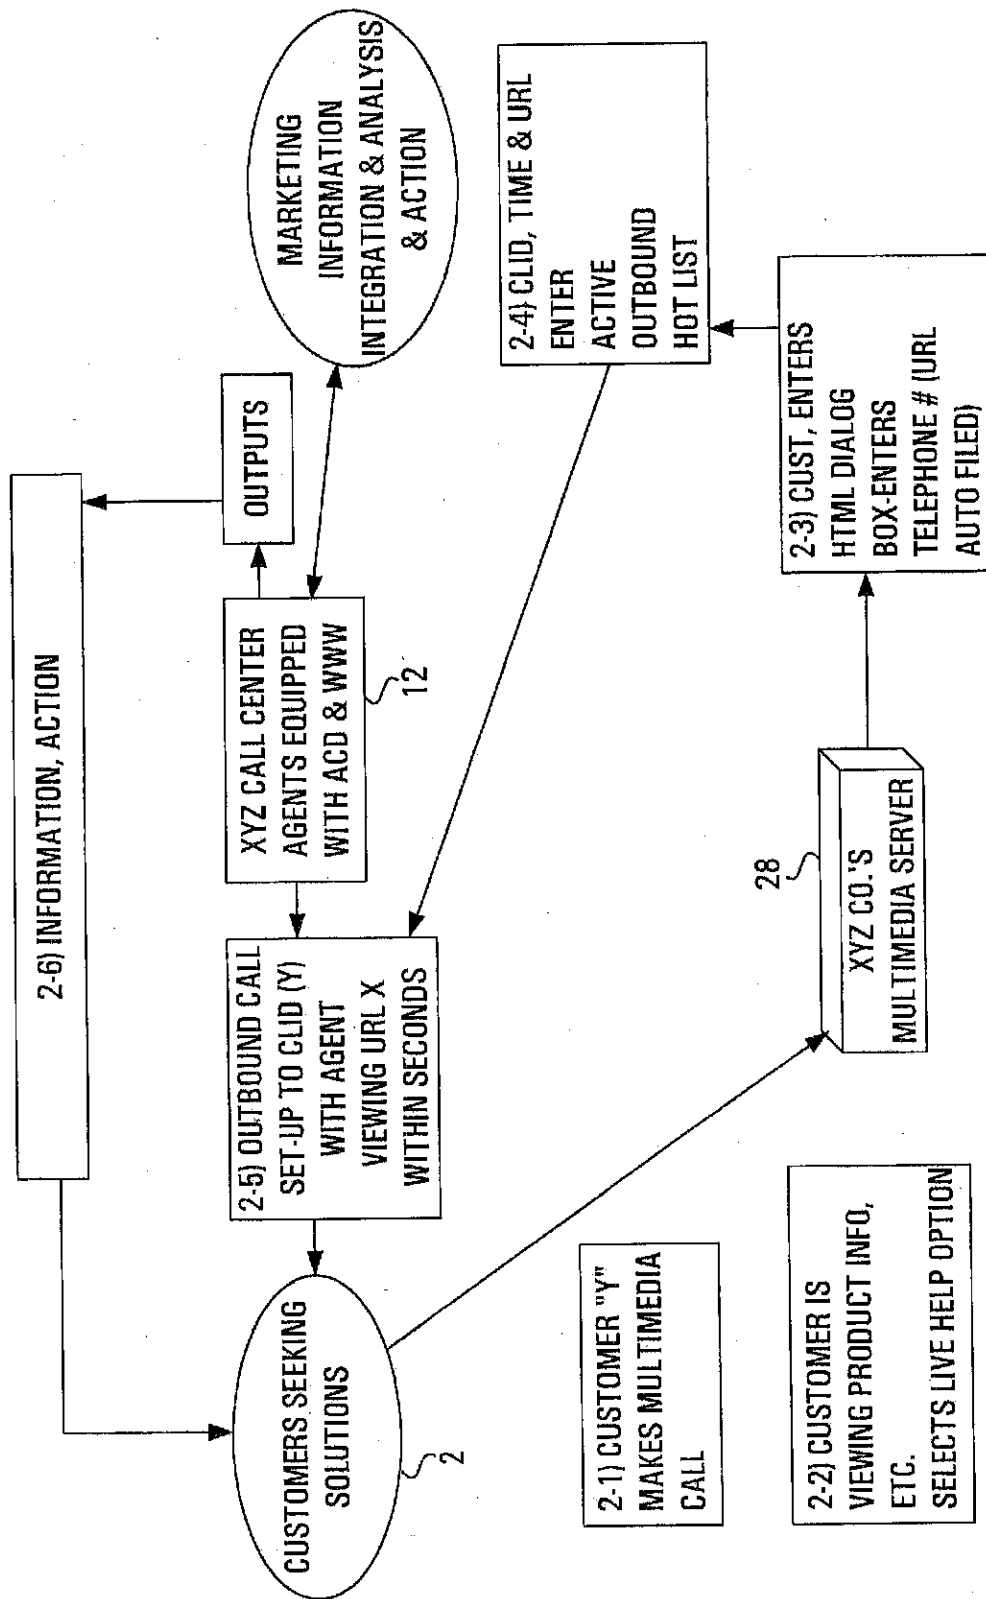 2-6) INFORMATION, ACTION
CUSTOMERS SEEKING
SOLUTIONS
2
2-5) OUTBOUND CALL
SET-UP TO CLID (Y)
WITH AGENT
VIEWING URL X
WITHIN SECONDS
XYZ CALL CENTER
AGENTS EQUIPPED
WITH ACD & WWW
12
OUTPUTS
MARKETING
INFORMATION
INTEGRATION & ANALYSIS
& ACTION
2-1) CUSTOMER "Y"
MAKES MULTIMEDIA
CALL
2-2) CUSTOMER IS
VIEWING PRODUCT INFO,
ETC.
SELECTS LIVE HELP OPTION
28
XYZ CO.'S
MULTIMEDIA SERVER
2-3) CUST, ENTERS
HTML DIALOG
BOX-ENTERS
TELEPHONE # (URL
AUTO FILED)
2-4) CLID, TIME & URL
ENTER
ACTIVE
OUTBOUND
HOT LIST